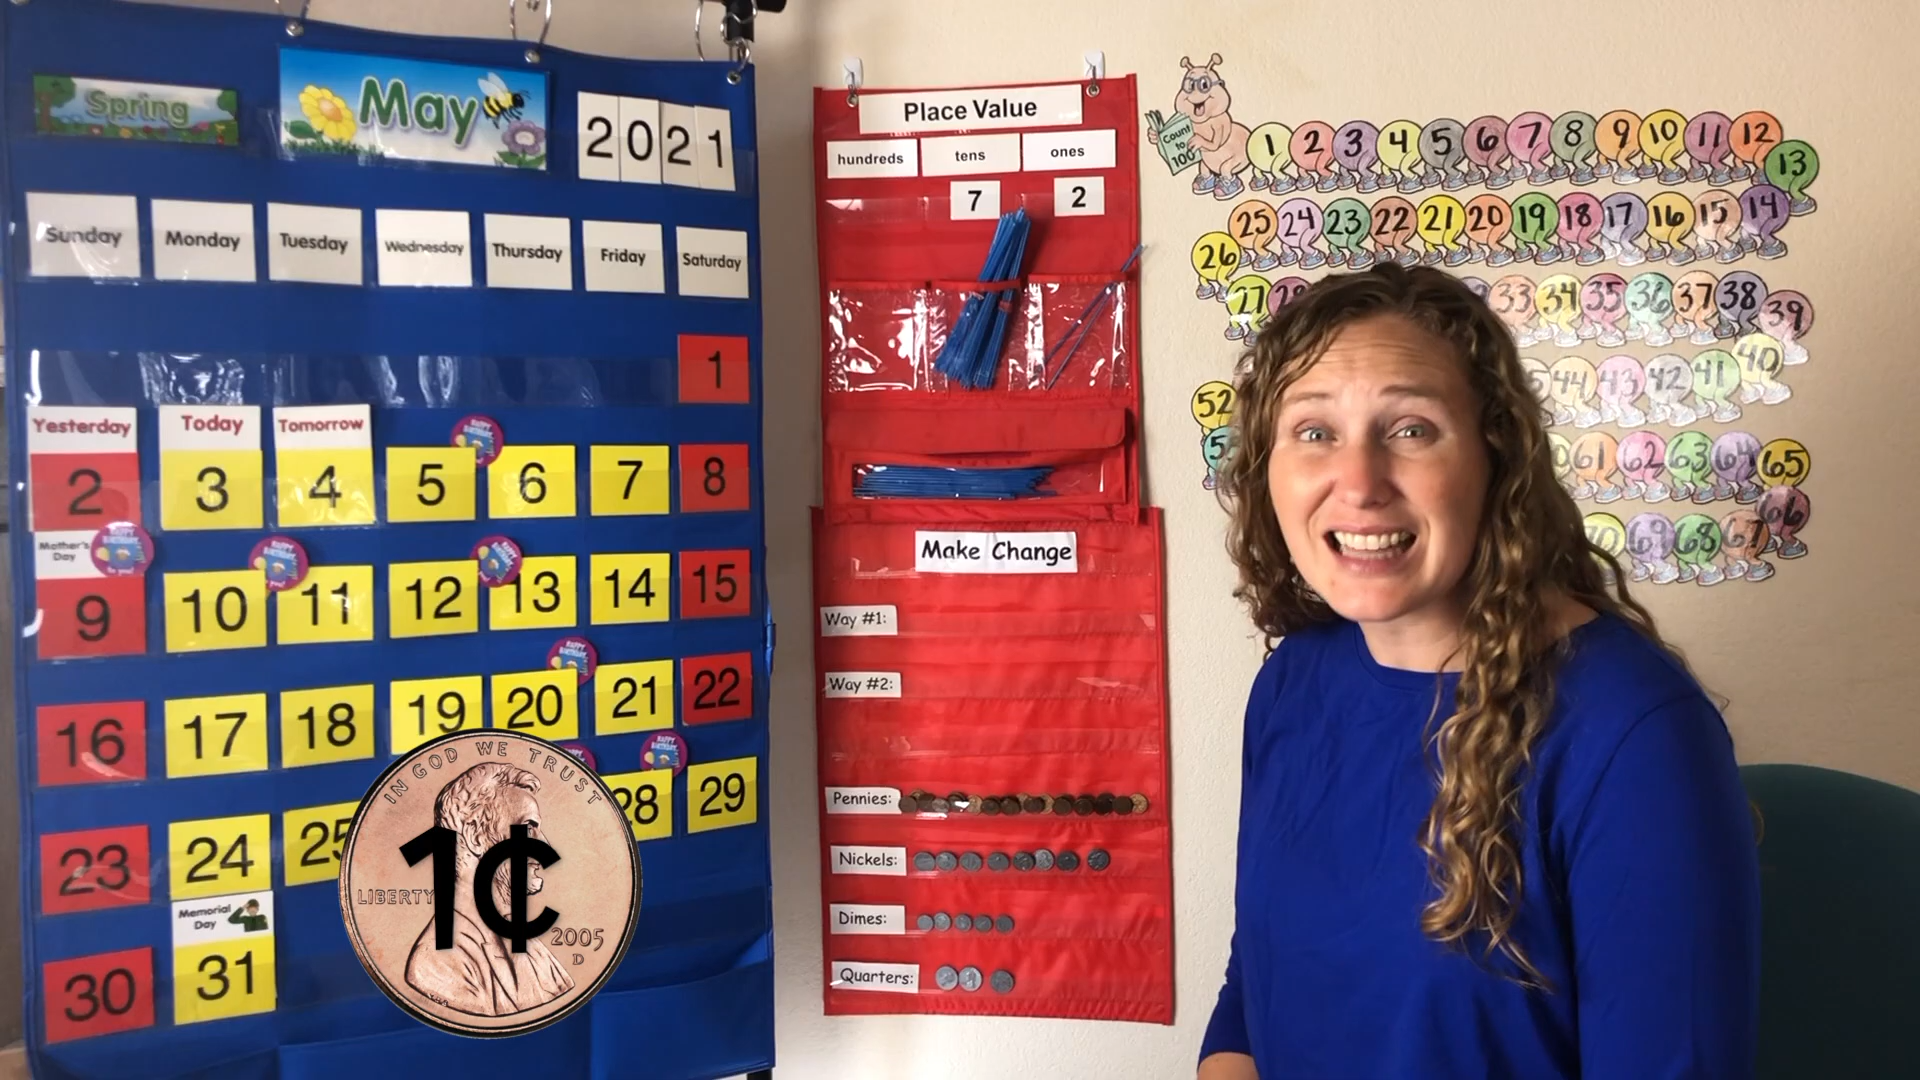 Spring
May
2021
Sunday Monday Tuesday Wednesday Thursday Friday Saturday
1
Yesterday Today Tomorrow
2 3 4 5 6 7 8
Mother's
Day
9 10 11 12 13 14 15
16 17 18 19 20 21 22
23 24 25 28 29
Memorial
Day
30 31
IN GOD WE TRUST
LIBERTY
1¢
2005
D
Place Value
hundreds tens ones
7 2
Make Change
Way #1:
Way #2:
Pennies:
Nickels:
Dimes:
Quarters:
Count
to
100
1 2 3 4 5 6 7 8 9 10 11 12 13
25 24 23 22 21 20 19 18 17 16 15 14
26
27 33 34 35 36 37 38 39
52 44 43 42 41 40
61 62 63 64 65
69 68 67 66
HAPPY
BIRTHDAY